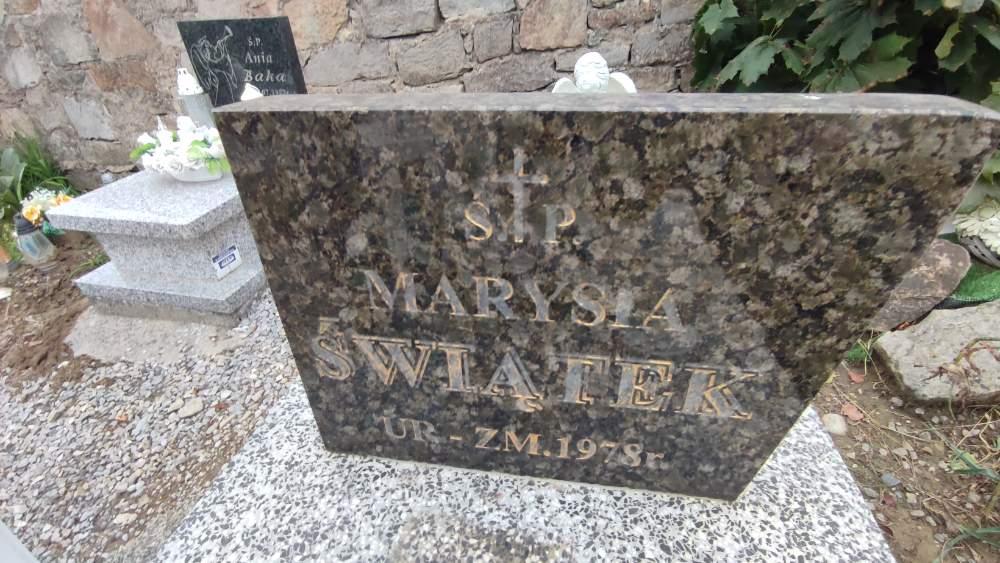 Ś.P.
Ania
Baka
Ś.P.
MARYSIA
ŚWIĄTEK
UR - ZM.1978r